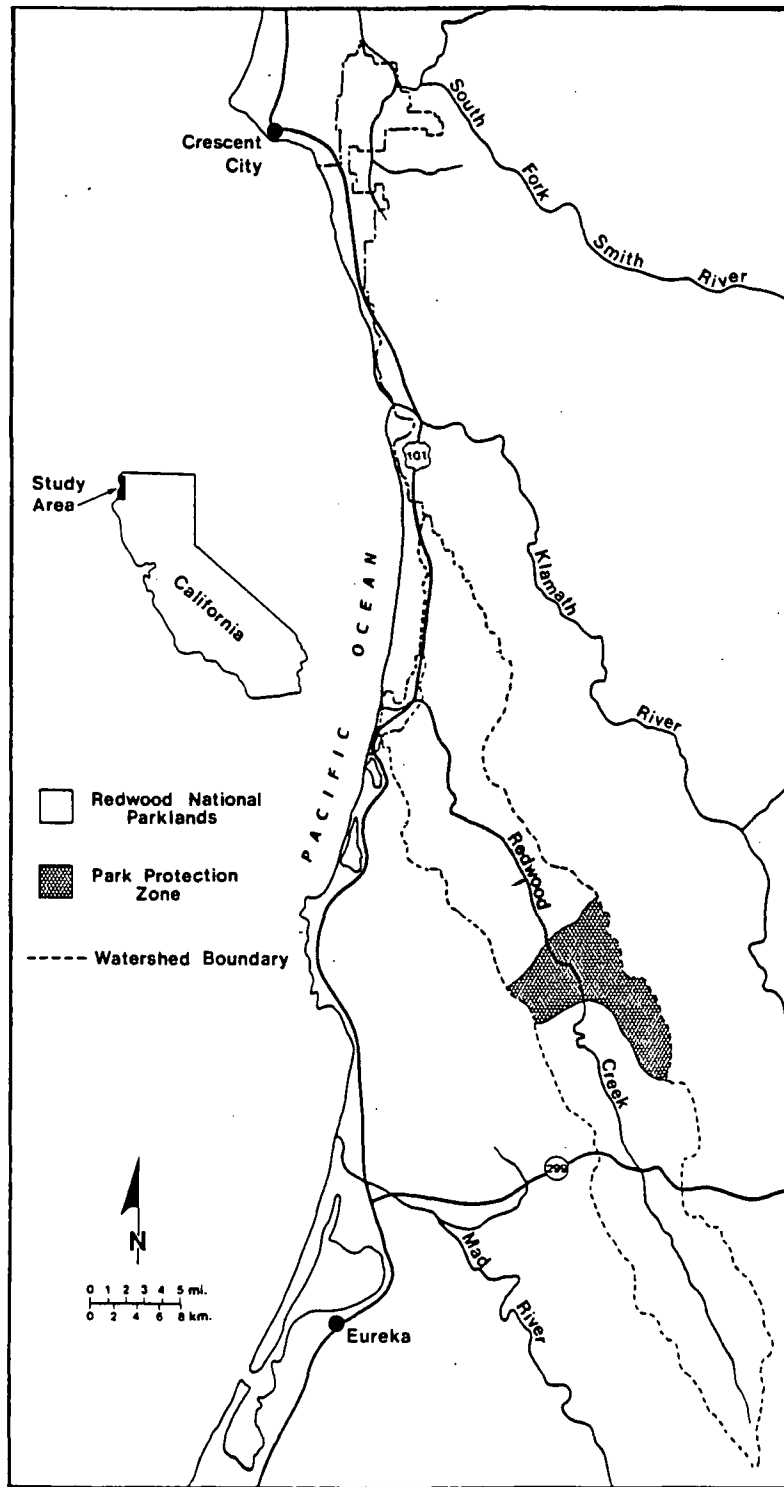 Crescent
City
South
Fork
Smith
River
101
Study
Area
California
PACIFIC OCEAN
Klamath
River
Redwood National
Parklands
Park Protection
Zone
Watershed Boundary
Redwood
Creek
299
N
0 1 2 3 4 5 mi.
0 2 4 6 8 km.
Mad
River
Eureka